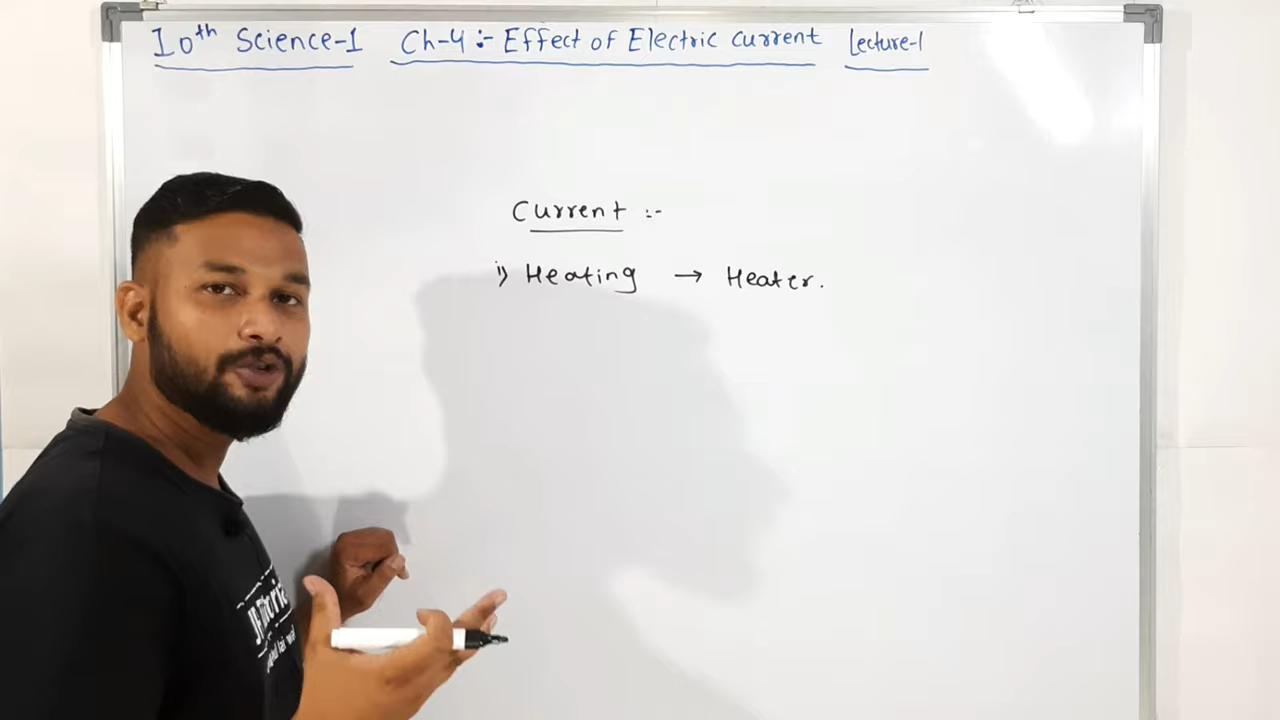 10th Science-1 Ch-4 :- Effect of Electric current Lecture-1
Current :-
i) Heating → Heater.